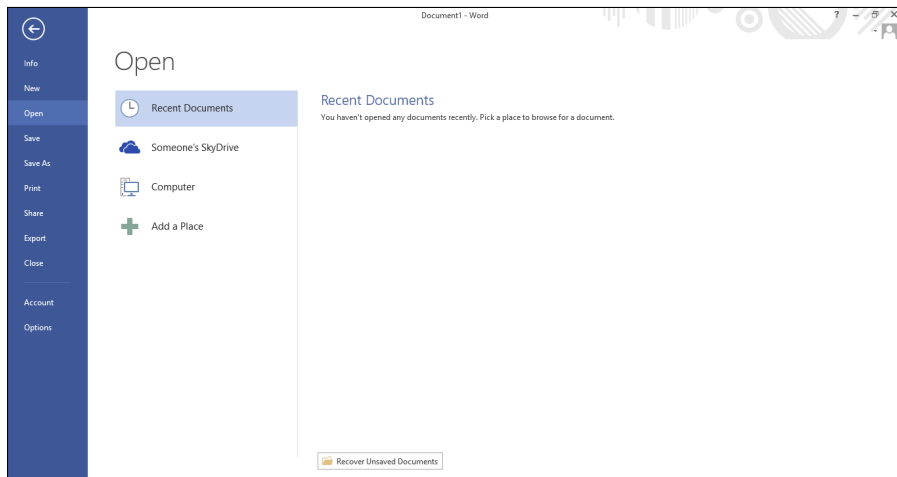 Document1 - Word
?
Info
New
Open
Save
Save As
Print
Share
Export
Close
Account
Options
Open
Recent Documents
Someone's SkyDrive
Computer
Add a Place
Recent Documents
You haven't opened any documents recently. Pick a place to browse for a document.
Recover Unsaved Documents